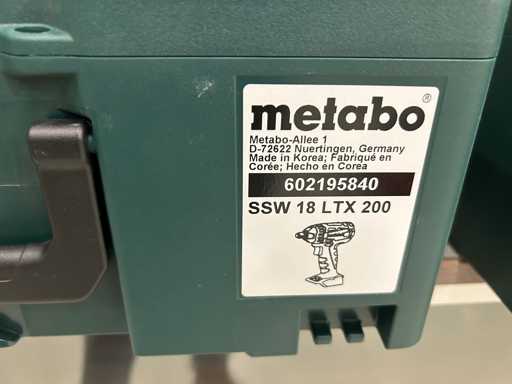 metabo®
Metabo-Allee 1
D-72622 Nuertingen, Germany
Made in Korea; Fabriqué en
Corée; Hecho en Corea
602195840
SSW 18 LTX 200